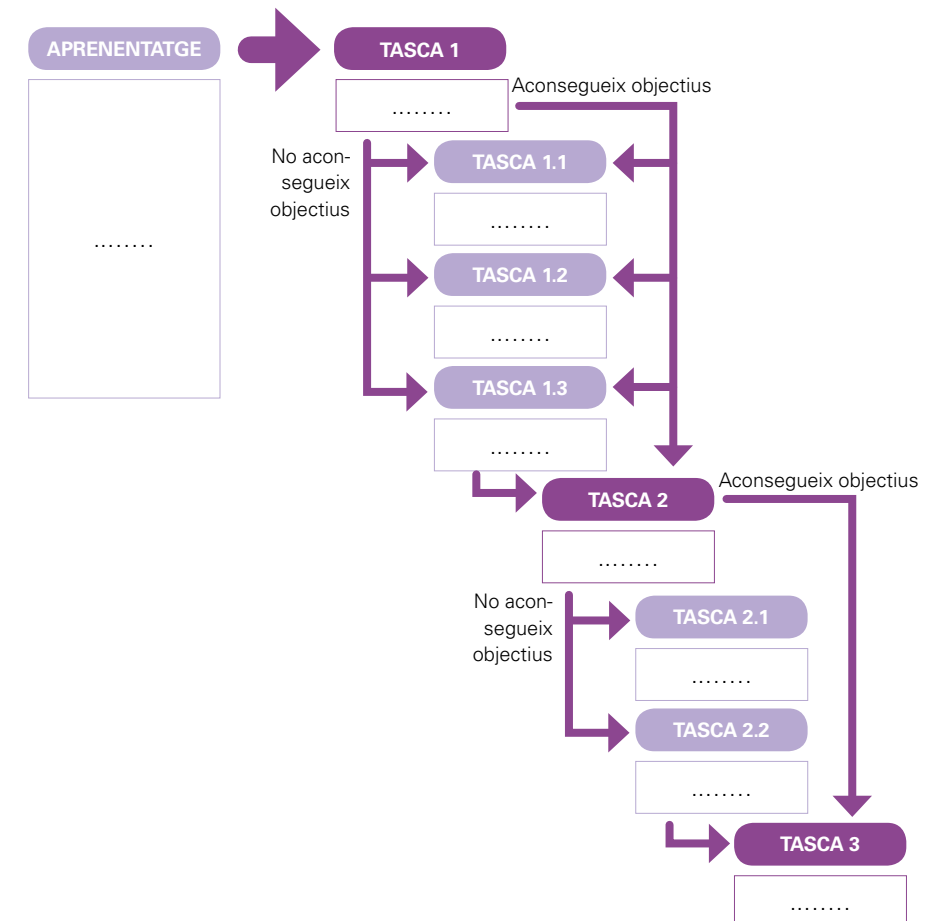 APRENENTATGE
........
TASCA 1
........
Aconsegueix objectius
No acon-
segueix
objectius
TASCA 1.1
........
TASCA 1.2
........
TASCA 1.3
........
TASCA 2
........
Aconsegueix objectius
No acon-
segueix
objectius
TASCA 2.1
........
TASCA 2.2
........
TASCA 3
........